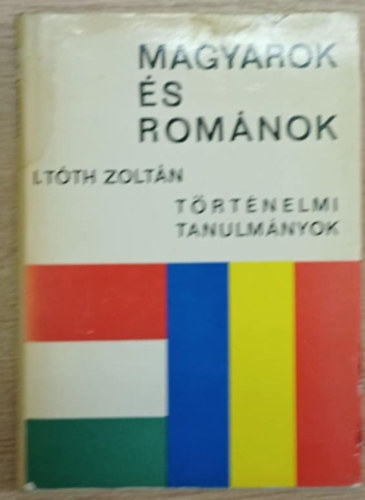 MAGYAROK
ÉS
ROMÁNOK
I.TÓTH ZOLTÁN
TÖRTÉNELMI
TANULMÁNYOK